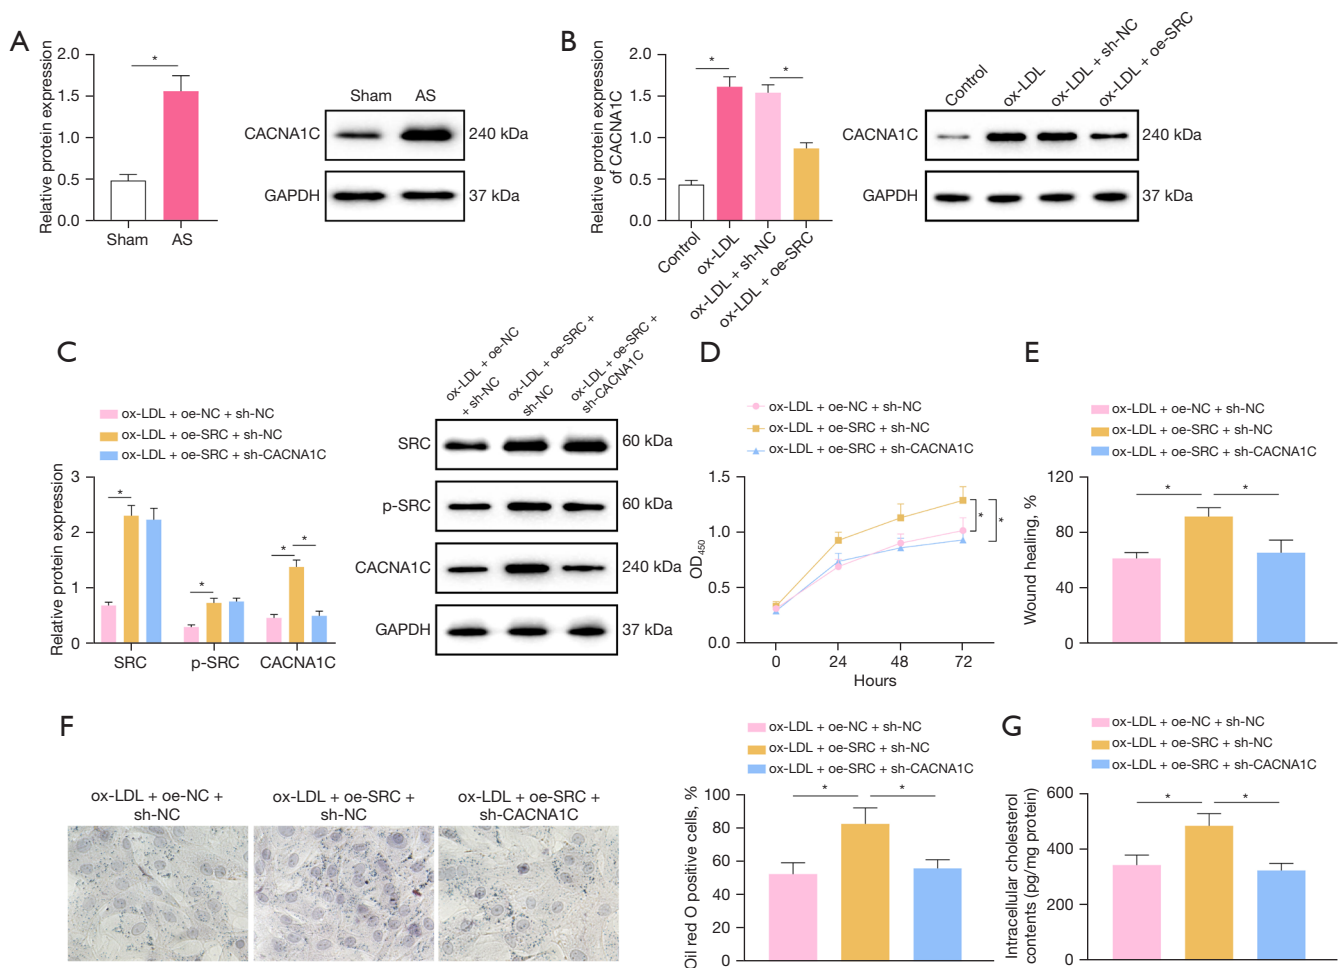 A
Relative protein expression
2.0
1.5
1.0
0.5
0.0
*
Sham
AS
Sham
AS
CACNA1C
240 kDa
GAPDH
37 kDa
B
Relative protein expression
of CACNA1C
2.0
1.5
1.0
0.5
0.0
*
*
Control
ox-LDL
ox-LDL + sh-NC
ox-LDL + oe-SRC
Control
ox-LDL
ox-LDL + sh-NC
ox-LDL + oe-SRC
CACNA1C
240 kDa
GAPDH
37 kDa
C
ox-LDL + oe-NC + sh-NC
ox-LDL + oe-SRC + sh-NC
ox-LDL + oe-SRC + sh-CACNA1C
Relative protein expression
3
2
1
0
*
*
*
*
SRC
p-SRC
CACNA1C
ox-LDL + oe-NC
+ sh-NC
ox-LDL + oe-SRC +
sh-NC
ox-LDL + oe-SRC +
sh-CACNA1C
SRC
60 kDa
p-SRC
60 kDa
CACNA1C
240 kDa
GAPDH
37 kDa
D
ox-LDL + oe-NC + sh-NC
ox-LDL + oe-SRC + sh-NC
ox-LDL + oe-SRC + sh-CACNA1C
OD450
1.5
1.0
0.5
0.0
*
*
0
24
48
72
Hours
E
ox-LDL + oe-NC + sh-NC
ox-LDL + oe-SRC + sh-NC
ox-LDL + oe-SRC + sh-CACNA1C
Wound healing, %
120
80
40
0
*
*
F
ox-LDL + oe-NC +
sh-NC
ox-LDL + oe-SRC +
sh-NC
ox-LDL + oe-SRC +
sh-CACNA1C
ox-LDL + oe-NC + sh-NC
ox-LDL + oe-SRC + sh-NC
ox-LDL + oe-SRC + sh-CACNA1C
Oil red O positive cells, %
100
80
60
40
20
0
*
*
G
ox-LDL + oe-NC + sh-NC
ox-LDL + oe-SRC + sh-NC
ox-LDL + oe-SRC + sh-CACNA1C
Intracellular cholesterol
contents (pg/mg protein)
600
400
200
0
*
*